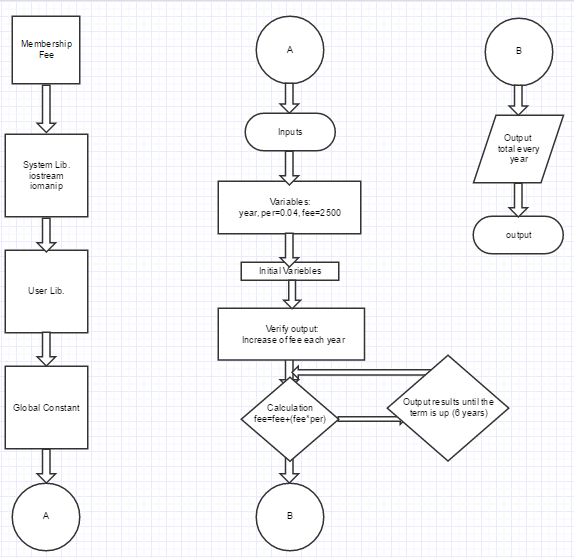 Membership
Fee
System Lib.
iostream
iomanip
User Lib.
Global Constant
A
A
Inputs
Variables:
year, per=0.04, fee=2500
Initial Variables
Verify output:
Increase of fee each year
Calculation
fee=fee+(fee*per)
Output results until the
term is up (6 years)
B
B
Output
total every
year
output